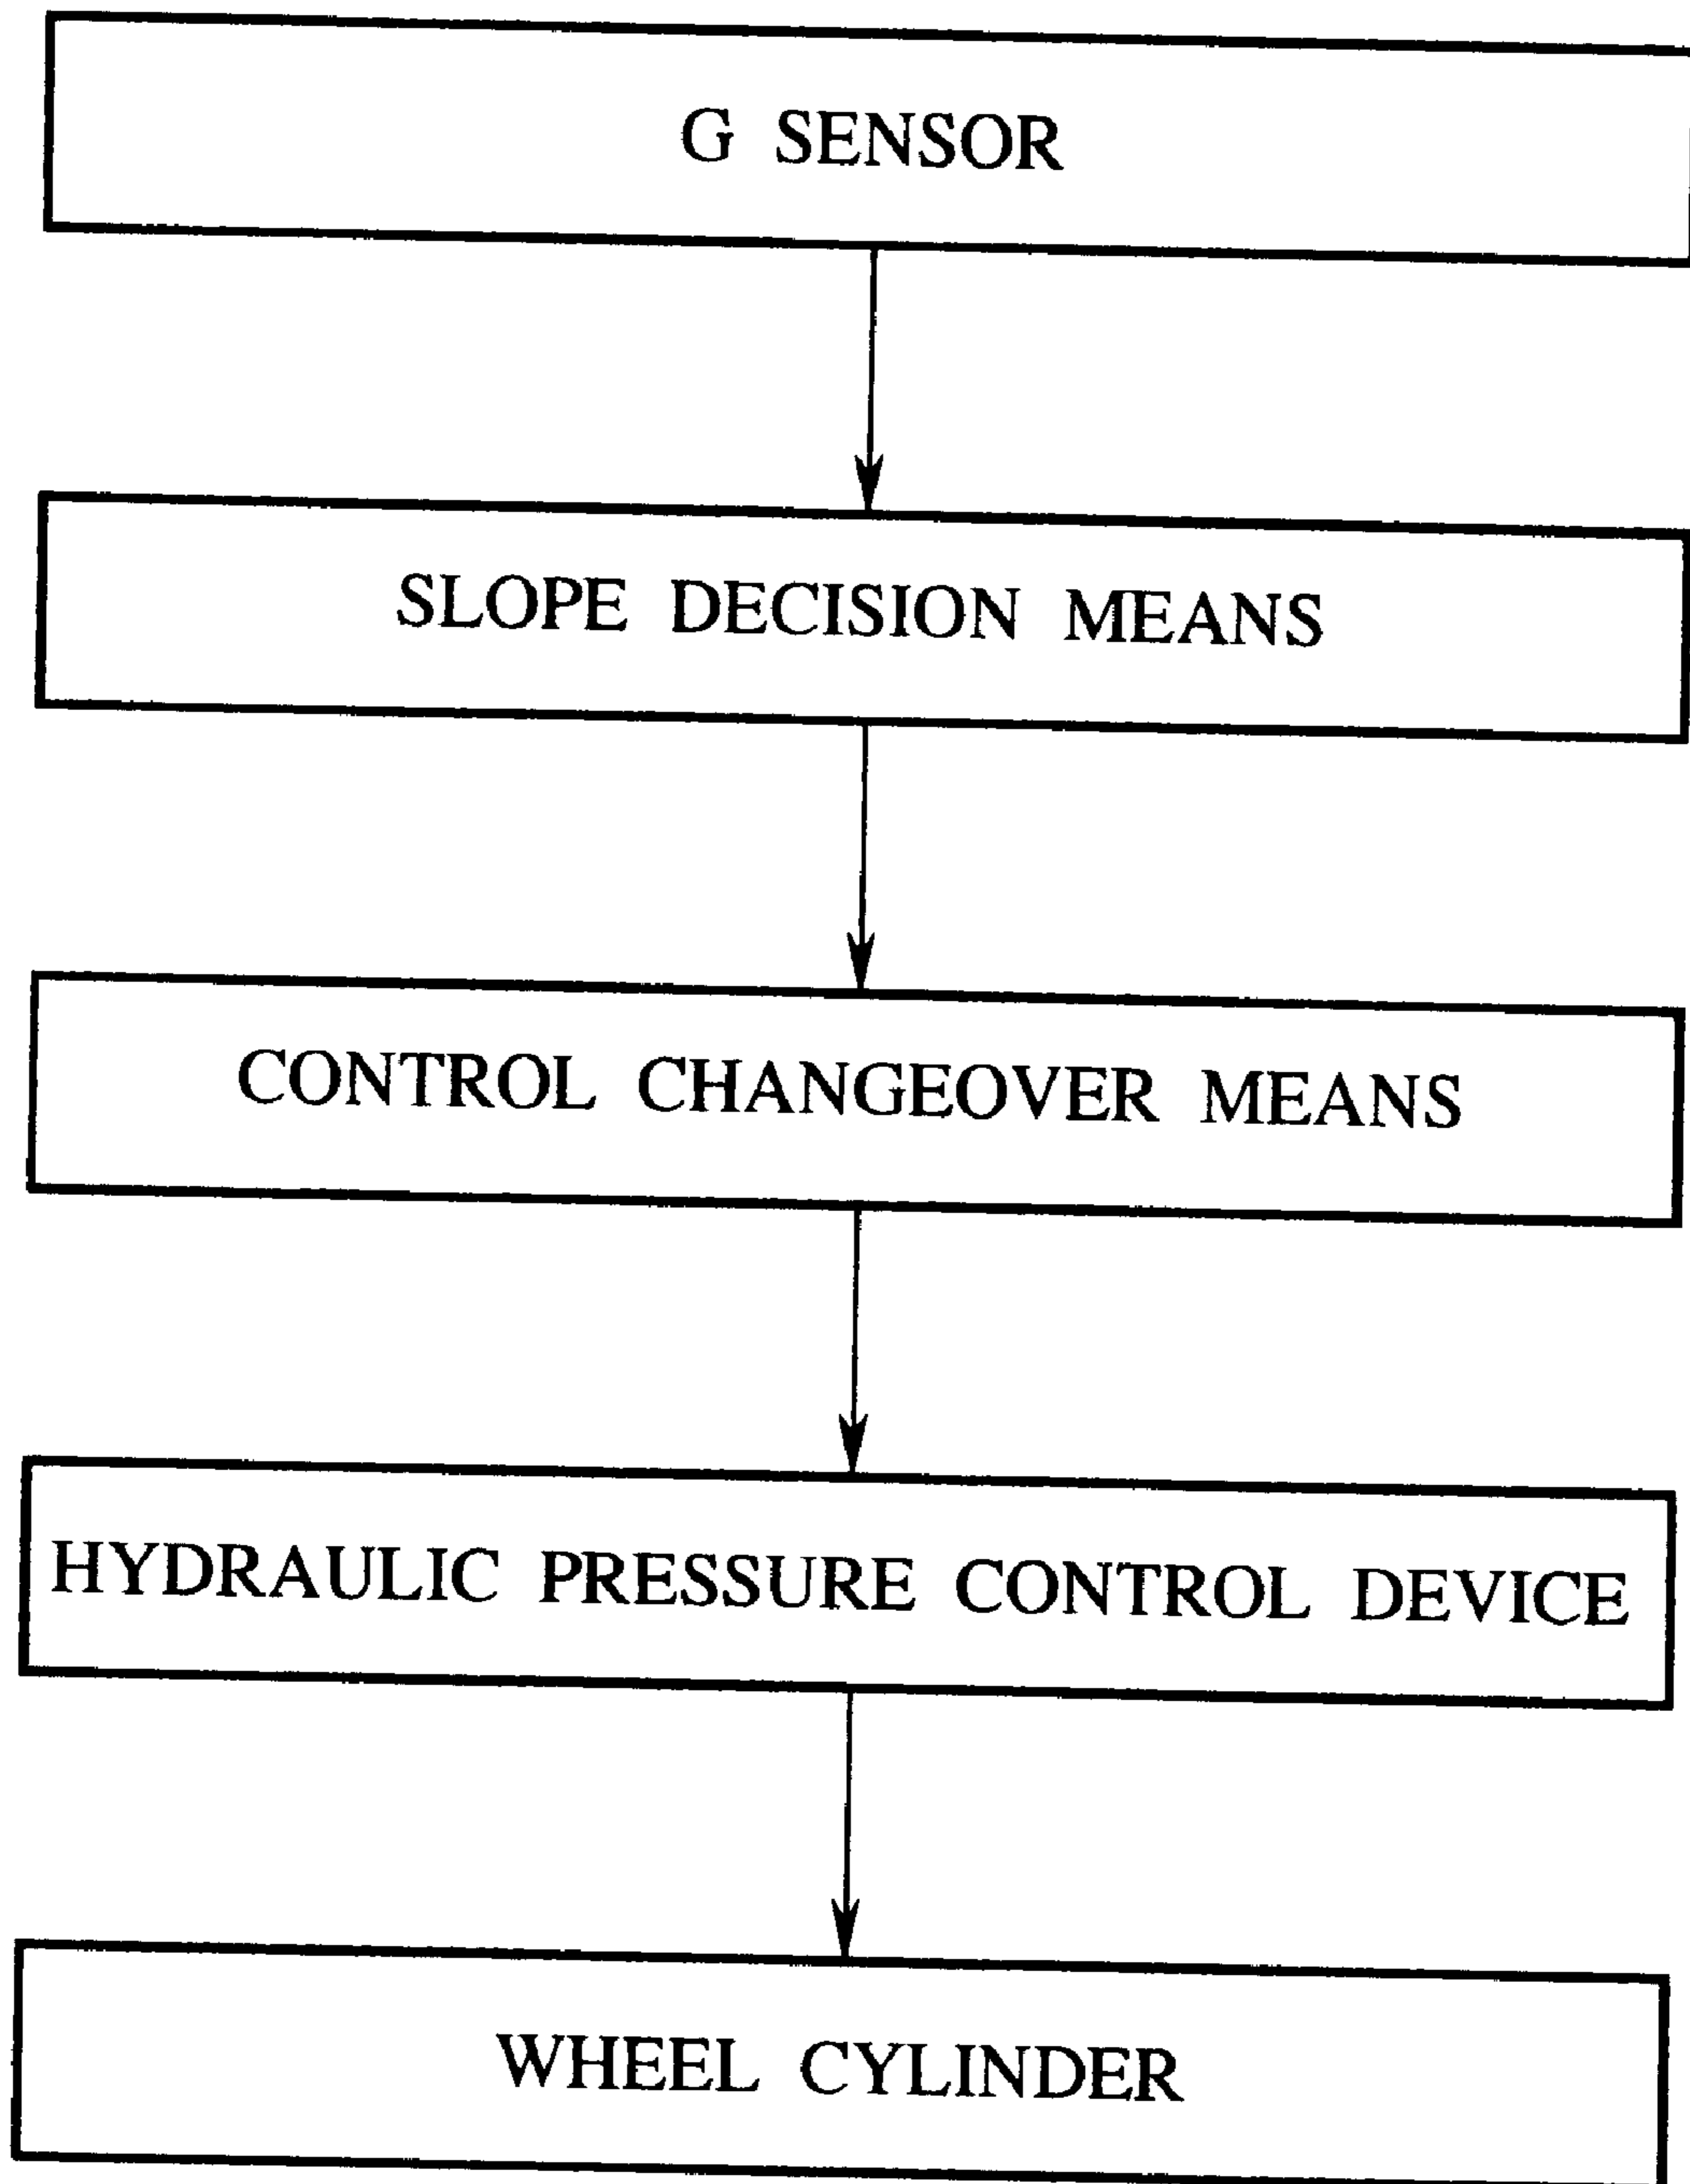 G SENSOR
SLOPE DECISION MEANS
CONTROL CHANGEOVER MEANS
HYDRAULIC PRESSURE CONTROL DEVICE
WHEEL CYLINDER